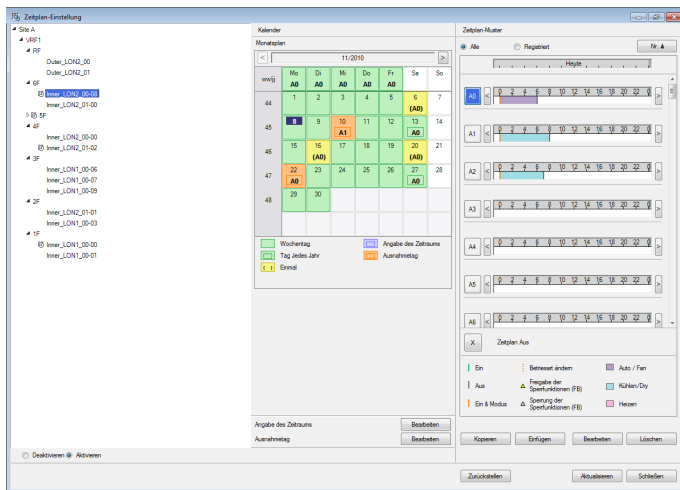 Zeitplan-Einstellung
Site A
VRF1
RF
Outer_LON2_00
Outer_LON2_01
6F
Inner_LON2_00-08
Inner_LON2_01-00
5F
4F
Inner_LON2_00-00
Inner_LON2_01-02
3F
Inner_LON1_00-06
Inner_LON1_00-07
Inner_LON1_00-09
2F
Inner_LON2_01-01
Inner_LON1_00-03
1F
Inner_LON1_00-00
Inner_LON1_00-01
Deaktivieren Aktivieren
Kalender
Monatsplan
< 11/2010 >
ww/jj Mo Di Mi Do Fr Sa So
A0 A0 A0 A0 A0
44 1 2 3 4 5 6 7
(A0)
45 8 9 10 11 12 13 14
A1 A0
46 15 16 17 18 19 20 21
(A0) (A0)
47 22 23 24 25 26 27 28
A0 A0
48 29 30
Wochentag Angabe des Zeitraums
Tag Jedes Jahr Ausnahmetag
( ) Einmal
Angabe des Zeitraums Bearbeiten
Ausnahmetag Bearbeiten
Zeitplan-Muster
Alle Registriert Nr. ▲
Heute
A0 < 0 2 4 6 8 10 12 14 16 18 20 22 0 >
A1 < 0 2 4 6 8 10 12 14 16 18 20 22 0 >
A2 < 0 2 4 6 8 10 12 14 16 18 20 22 0 >
A3 < 0 2 4 6 8 10 12 14 16 18 20 22 0 >
A4 < 0 2 4 6 8 10 12 14 16 18 20 22 0 >
A5 < 0 2 4 6 8 10 12 14 16 18 20 22 0 >
A6 < 0 2 4 6 8 10 12 14 16 18 20 22 0 >
X Zeitplan Aus
Ein Betriebsart ändern Auto / Fan
Aus Freigabe der Sperrfunktionen (FB) Kühlen/Dry
Ein & Modus Sperrung der Sperrfunktionen (FB) Heizen
Kopieren Einfügen Bearbeiten Löschen
Zurückstellen Aktualisieren Schließen